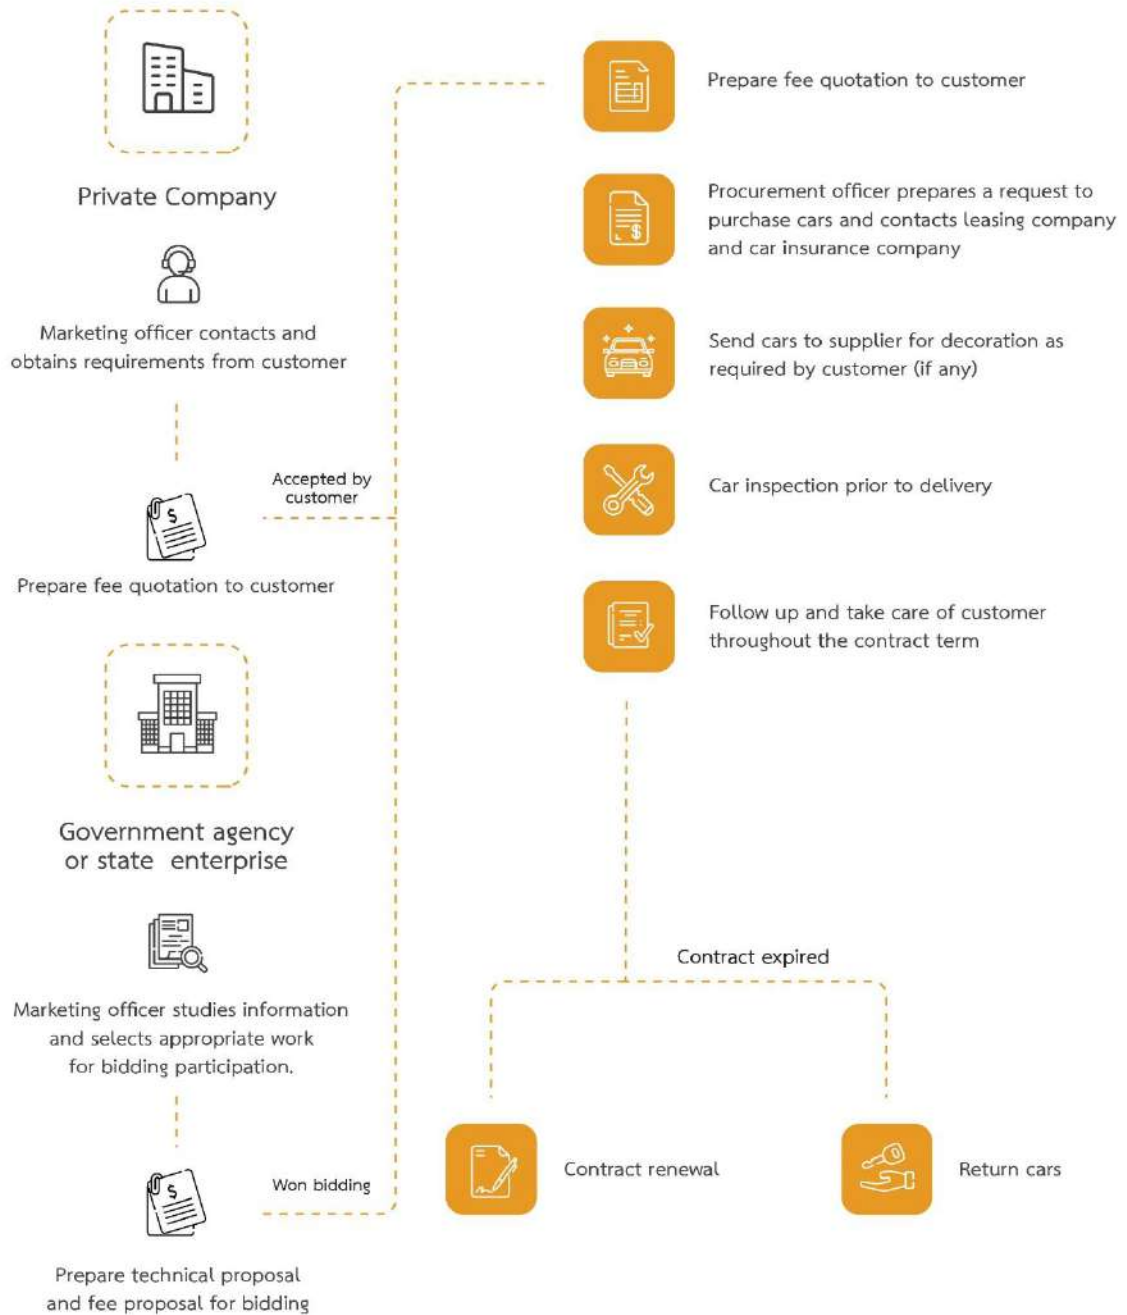 Private Company
Marketing officer contacts and
obtains requirements from customer
Accepted by
customer
Prepare fee quotation to customer
Government agency
or state enterprise
Marketing officer studies information
and selects appropriate work
for bidding participation.
Won bidding
Prepare technical proposal
and fee proposal for bidding
Prepare fee quotation to customer
Procurement officer prepares a request to
purchase cars and contacts leasing company
and car insurance company
Send cars to supplier for decoration as
required by customer (if any)
Car inspection prior to delivery
Follow up and take care of customer
throughout the contract term
Contract expired
Contract renewal
Return cars